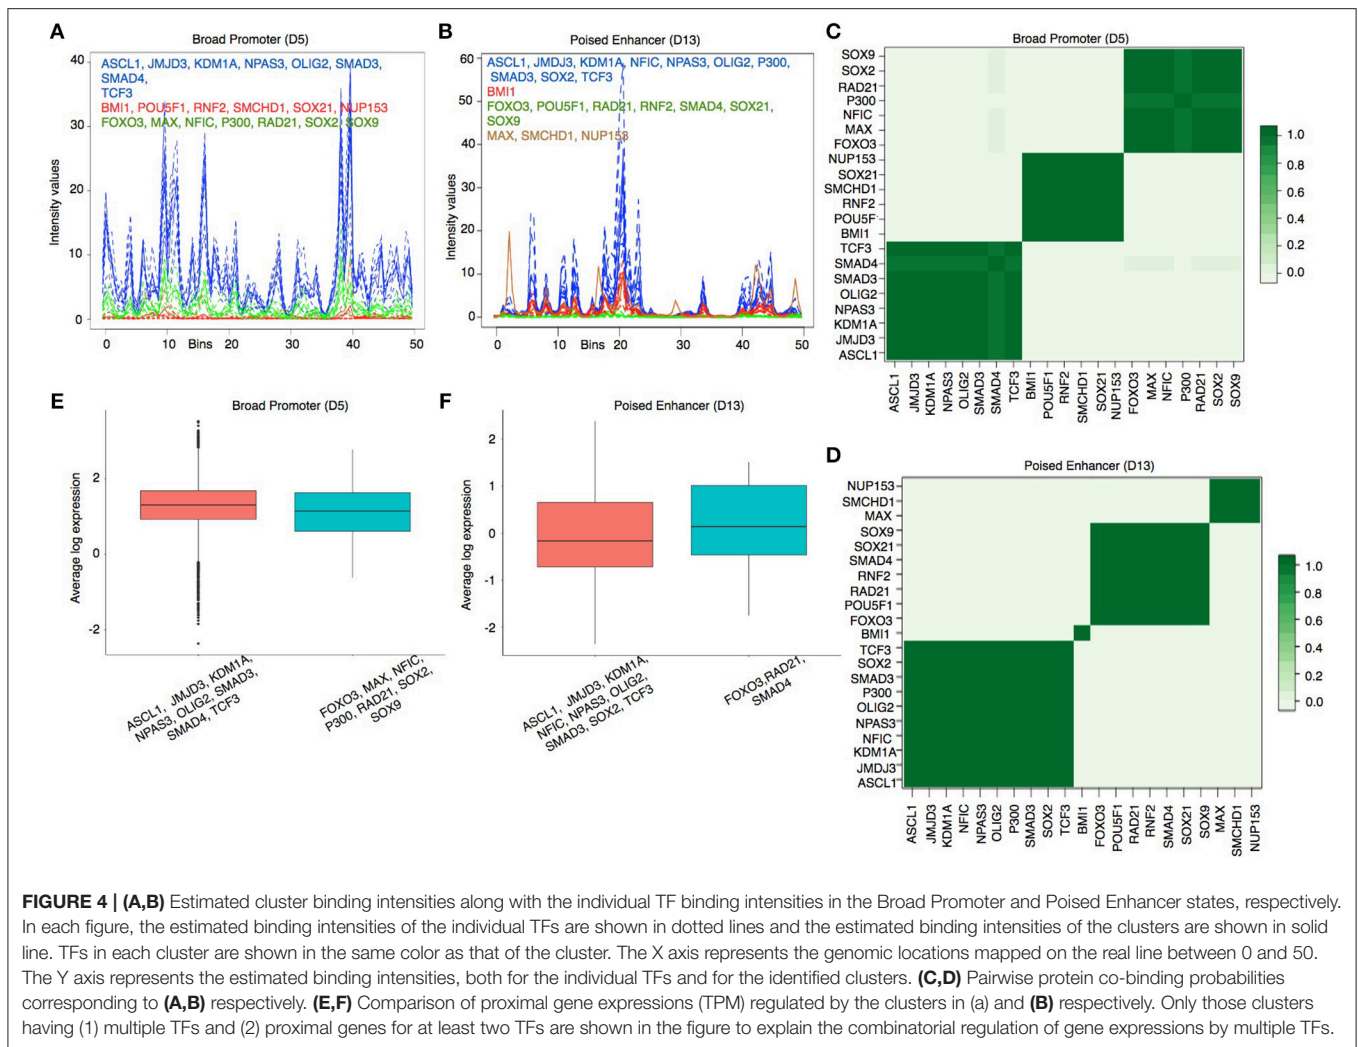 A
Broad Promoter (D5)
ASCL1, JMJD3, KDM1A, NPAS3, OLIG2, SMAD3,
SMAD4,
TCF3
BMI1, POU5F1, RNF2, SMCHD1, SOX21, NUP153
FOXO3, MAX, NFIC, P300, RAD21, SOX2, SOX9
Intensity values
40
30
20
10
0
0 10 20 30 40 50
Bins
B
Poised Enhancer (D13)
ASCL1, JMDJ3, KDM1A, NFIC, NPAS3, OLIG2, P300,
SMAD3, SOX2, TCF3
BMI1
FOXO3, POU5F1, RAD21, RNF2, SMAD4, SOX21,
SOX9
MAX, SMCHD1, NUP153
Intensity values
60
50
40
30
20
10
0
0 10 20 30 40 50
Bins
C
Broad Promoter (D5)
SOX9
SOX2
RAD21
P300
NFIC
MAX
FOXO3
NUP153
SOX21
SMCHD1
RNF2
POU5F
BMI1
TCF3
SMAD4
SMAD3
OLIG2
NPAS3
KDM1A
JMJD3
ASCL1
ASCL1
JMJD3
KDM1A
NPAS3
OLIG2
SMAD3
SMAD4
TCF3
BMI1
POU5F1
RNF2
SMCHD1
SOX21
NUP153
FOXO3
MAX
NFIC
P300
RAD21
SOX2
SOX9
1.0
0.8
0.6
0.4
0.2
0.0
E
Broad Promoter (D5)
Average log expression
2
0
-2
ASCL1, JMJD3, KDM1A,
NPAS3, OLIG2, SMAD3,
SMAD4, TCF3
FOXO3, MAX, NFIC,
P300, RAD21, SOX2,
SOX9
F
Poised Enhancer (D13)
Average log expression
2
1
0
-1
-2
ASCL1, JMJD3, KDM1A,
NFIC, NPAS3, OLIG2,
SMAD3, SOX2, TCF3
FOXO3,RAD21,
SMAD4
D
Poised Enhancer (D13)
NUP153
SMCHD1
MAX
SOX9
SOX21
SMAD4
RNF2
RAD21
POU5F1
FOXO3
BMI1
TCF3
SOX2
SMAD3
P300
OLIG2
NPAS3
NFIC
KDM1A
JMDJ3
ASCL1
ASCL1
JMJD3
KDM1A
NFIC
NPAS3
OLIG2
P300
SMAD3
SOX2
TCF3
BMI1
FOXO3
POU5F1
RAD21
RNF2
SMAD4
SOX21
SOX9
MAX
SMCHD1
NUP153
1.0
0.8
0.6
0.4
0.2
0.0
FIGURE 4 | (A,B) Estimated cluster binding intensities along with the individual TF binding intensities in the Broad Promoter and Poised Enhancer states, respectively.
In each figure, the estimated binding intensities of the individual TFs are shown in dotted lines and the estimated binding intensities of the clusters are shown in solid
line. TFs in each cluster are shown in the same color as that of the cluster. The X axis represents the genomic locations mapped on the real line between 0 and 50.
The Y axis represents the estimated binding intensities, both for the individual TFs and for the identified clusters. (C,D) Pairwise protein co-binding probabilities
corresponding to (A,B) respectively. (E,F) Comparison of proximal gene expressions (TPM) regulated by the clusters in (a) and (B) respectively. Only those clusters
having (1) multiple TFs and (2) proximal genes for at least two TFs are shown in the figure to explain the combinatorial regulation of gene expressions by multiple TFs.